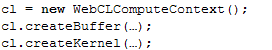 cl = new WebCLComputeContext();
cl.createBuffer(…);
cl.createKernel(…);